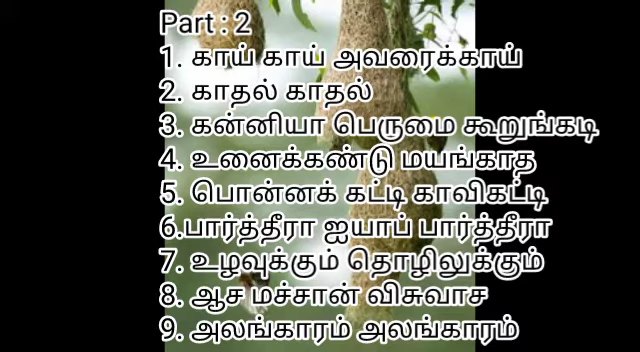 Part : 2
1. காய் காய் அவரைக்காய்
2. காதல் காதல்
3. கன்னியா பெருமை கூறுங்கடி
4. உனைக்கண்டு மயங்காத
5. பொன்னக் கட்டி காவிகட்டி
6.பார்த்தீரா ஐயாப் பார்த்தீரா
7. உழவுக்கும் தொழிலுக்கும்
8. ஆச மச்சான் விசுவாச
9. அலங்காரம் அலங்காரம்